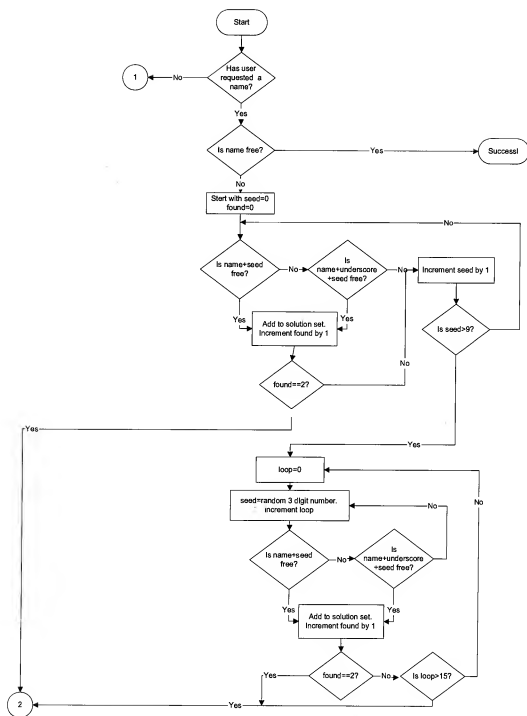 Start
Has user
requested a
name?
No
1
Yes
Is name free?
Yes
Success!
No
Start with seed=0
found=0
No
Is name+seed
free?
No
Is
name+underscore
+seed free?
No
Increment seed by 1
Yes
Yes
Add to solution set.
Increment found by 1
Is seed>9?
No
found==2?
Yes
Yes
loop=0
No
seed=random 3 digit number.
increment loop
No
Is name+seed
free?
No
Is
name+underscore
+seed free?
Yes
Yes
Add to solution set.
Increment found by 1
found==2?
No
Is loop>15?
Yes
Yes
2